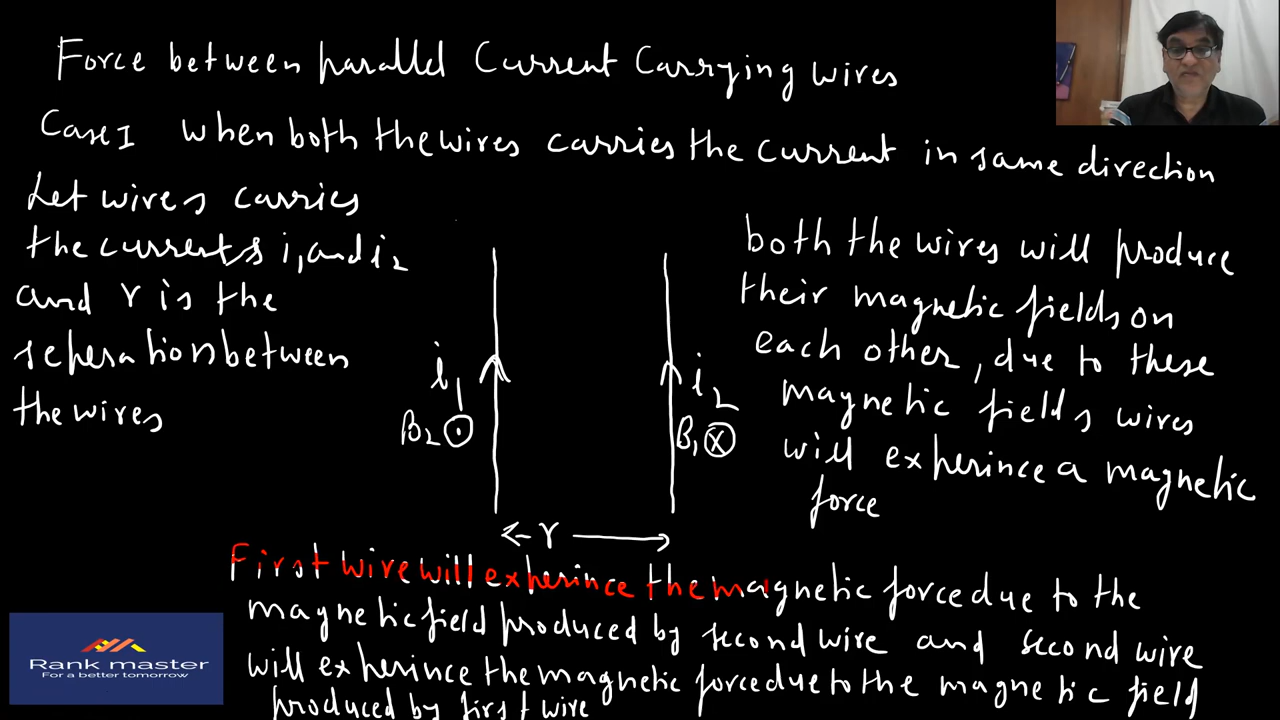 Force between parallel Current Carrying wires
Case I when both the wires carries the current in same direction
Let wires carries
the currents i1 and i2
and r is the
seperation between
the wires
both the wires will produce
their magnetic fields on
each other, due to these
magnetic fields wires
will experince a magnetic
force
i1
i2
B2
B1
r
First wire will experince the magnetic force due to the
magnetic field produced by second wire and second wire
will experince the magnetic force due to the magnetic field
produced by first wire
Rank master
For a better tomorrow